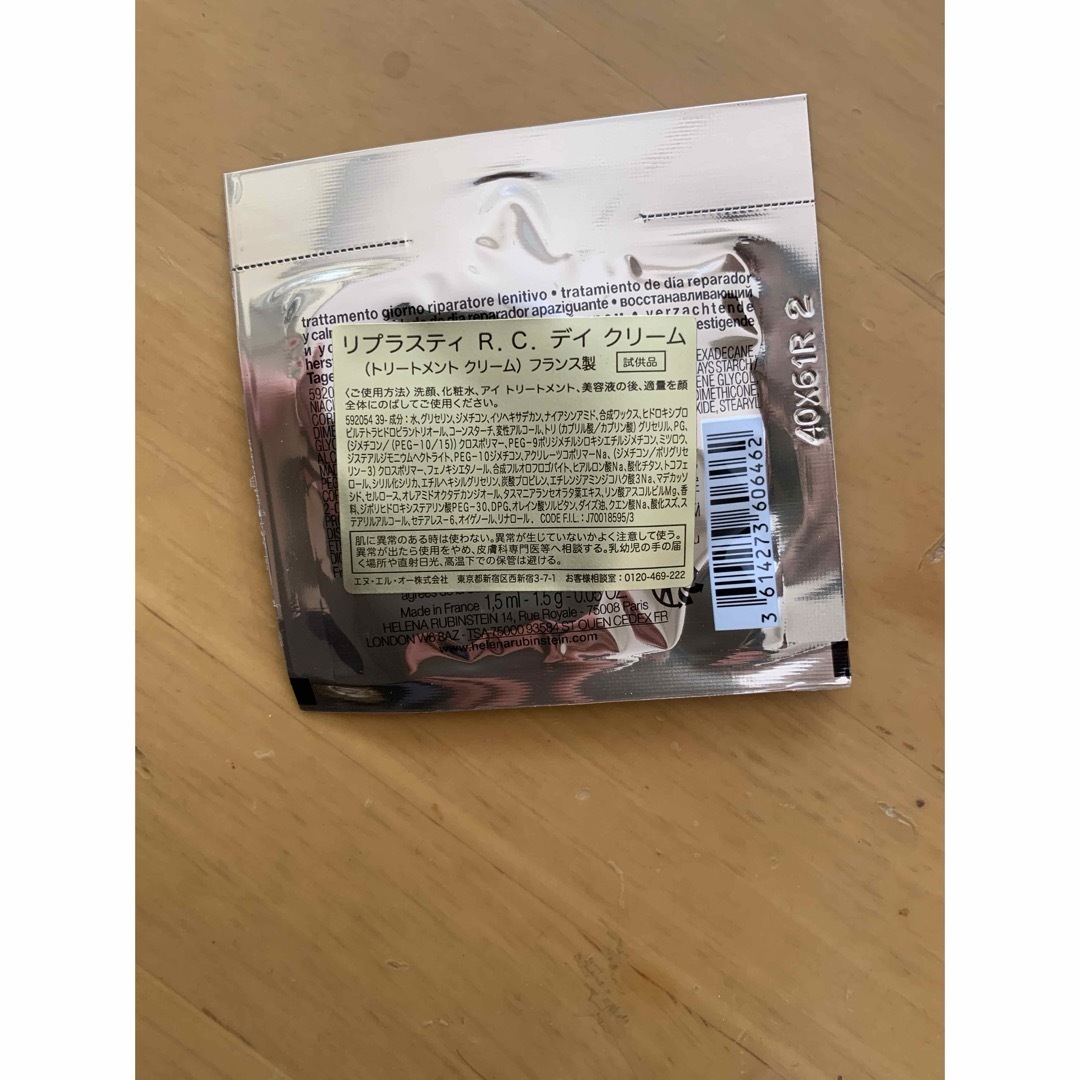 trattamento giorno riparatore lenitivo • tratamiento de día reparador
de día reparador apaziguante • восстанавливающий
verzachtende
estigende
リプラスティ R. C. デイ クリーム
(トリートメント クリーム) フランス製 試供品
〈ご使用方法〉洗顔、化粧水、アイ トリートメント、美容液の後、適量を顔
全体にのばしてご使用ください。
592054 39-成分:水、グリセリン、ジメチコン、イソヘキサデカン、ナイアシンアミド、合成ワックス、ヒドロキシプロ
ピルテトラヒドロピラントリオール、コーンスターチ、変性アルコール、トリ(カプリル酸/カプリン酸)グリセリル、PG、
(ジメチコン/(PEG-10/15))クロスポリマー、PEG-9ポリジメチルシロキシエチルジメチコン、ミツロウ、
ジステアルジモニウムヘクトライト、PEG-10ジメチコン、アクリレーツコポリマーNa、(ジメチコン/ポリグリセ
リン-3)クロスポリマー、フェノキシエタノール、合成フルオロフロゴパイト、ヒアルロン酸Na、酸化チタン、トコフェ
ロール、シリル化シリカ、エチルヘキシルグリセリン、炭酸プロピレン、エチレンジアミンジコハク酸3Na、マデカッソ
シド、セルロース、オレアミドオクタデカンジオール、タスマニアランセオラタ葉エキス、リン酸アスコルビルMg、香
料、ジポリヒドロキシステアリン酸PEG-30、DPG、オレイン酸ソルビタン、ダイズ油、クエン酸Na、酸化スズ、ス
テアリルアルコール、セテアレス-6、オイゲノール、リナロール、 CODE F.I.L.:J70018595/3
肌に異常のある時は使わない。異常が生じていないかよく注意して使う。
異常が出たら使用をやめ、皮膚科専門医等へ相談する。乳幼児の手の届
く場所や直射日光、高温下での保管は避ける。
エヌ・エル・オー株式会社 東京都新宿区西新宿3-7-1 お客様相談室:0120-469-222
1,5 ml - 1.5 g - 0.05 OZ
Made in France
HELENA RUBINSTEIN 14, Rue Royale - 75008 Paris
LONDON W6 8AZ - TSA 75000 93584 ST OUEN CEDEX FR
www.helenarubinstein.com
EXADECANE
AYS STARCH/
ENE GLYCOL
DIMETHICONE
XIDE, STEARYL
3 614273 606462
40X61R 2